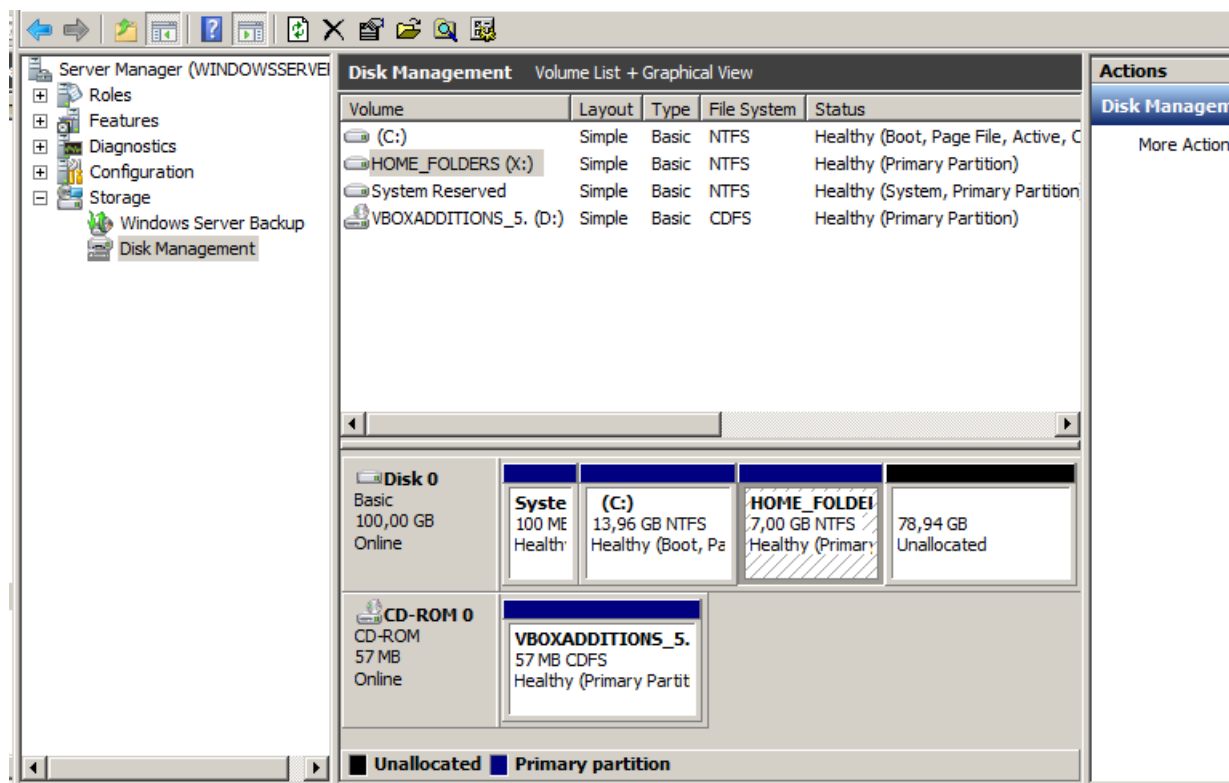 Server Manager (WINDOWSSERVER
Roles
Features
Diagnostics
Configuration
Storage
Windows Server Backup
Disk Management
Disk Management Volume List + Graphical View
Volume Layout Type File System Status
(C:) Simple Basic NTFS Healthy (Boot, Page File, Active, C
HOME_FOLDERS (X:) Simple Basic NTFS Healthy (Primary Partition)
System Reserved Simple Basic NTFS Healthy (System, Primary Partition)
VBOXADDITIONS_5. (D:) Simple Basic CDFS Healthy (Primary Partition)
Disk 0
Basic
100,00 GB
Online
Syste
100 ME
Health
(C:)
13,96 GB NTFS
Healthy (Boot, Pa
HOME_FOLDEI
7,00 GB NTFS
Healthy (Primary
78,94 GB
Unallocated
CD-ROM 0
CD-ROM
57 MB
Online
VBOXADDITIONS_5.
57 MB CDFS
Healthy (Primary Partit
Unallocated Primary partition
Actions
Disk Managem
More Action